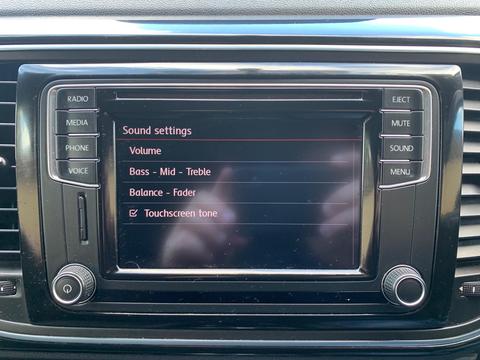 RADIO
MEDIA
PHONE
VOICE
Sound settings
Volume
Bass - Mid - Treble
Balance - Fader
Touchscreen tone
EJECT
MUTE
SOUND
MENU